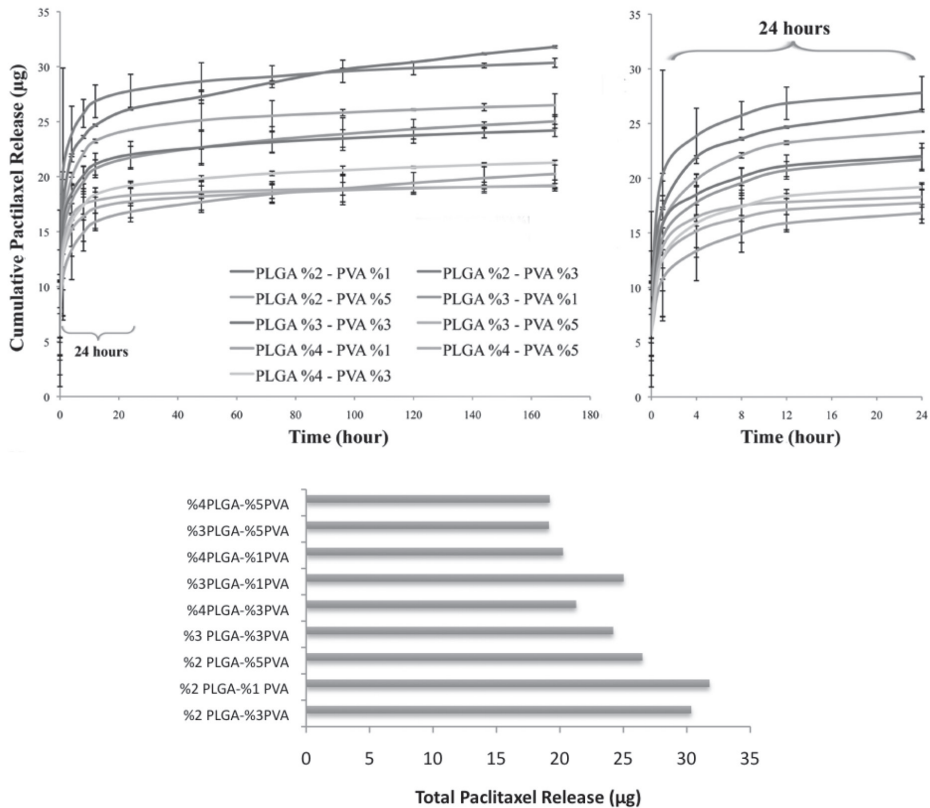 35
30
25
20
15
10
5
0
Cumulative Pactilaxel Release (µg)
24 hours
PLGA %2 - PVA %1
PLGA %2 - PVA %3
PLGA %2 - PVA %5
PLGA %3 - PVA %1
PLGA %3 - PVA %3
PLGA %3 - PVA %5
PLGA %4 - PVA %1
PLGA %4 - PVA %5
PLGA %4 - PVA %3
0 20 40 60 80 100 120 140 160 180
Time (hour)
24 hours
35
30
25
20
15
10
5
0
0 4 8 12 16 20 24
Time (hour)
%4PLGA-%5PVA
%3PLGA-%5PVA
%4PLGA-%1PVA
%3PLGA-%1PVA
%4PLGA-%3PVA
%3 PLGA-%3PVA
%2 PLGA-%5PVA
%2 PLGA-%1 PVA
%2 PLGA-%3PVA
0 5 10 15 20 25 30 35
Total Paclitaxel Release (µg)